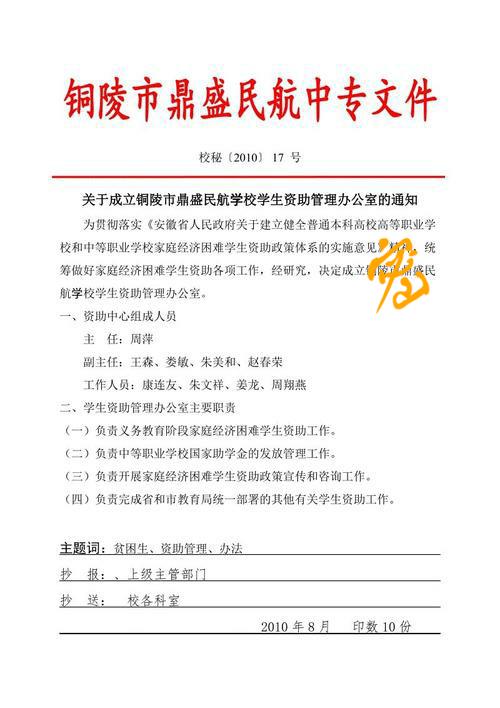 铜陵市鼎盛民航中专文件
校秘〔2010〕 17 号
关于成立铜陵市鼎盛民航学校学生资助管理办公室的通知
为贯彻落实《安徽省人民政府关于建立健全普通本科高校高等职业学
校和中等职业学校家庭经济困难学生资助政策体系的实施意见》精神，统
筹做好家庭经济困难学生资助各项工作，经研究，决定成立铜陵市鼎盛民
航学校学生资助管理办公室。
一、资助中心组成人员
主　任：周萍
副主任：王森、娄敏、朱美和、赵春荣
工作人员：康连友、朱文祥、姜龙、周翔燕
二、学生资助管理办公室主要职责
（一）负责义务教育阶段家庭经济困难学生资助工作。
（二）负责中等职业学校国家助学金的发放管理工作。
（三）负责开展家庭经济困难学生资助政策宣传和咨询工作。
（四）负责完成省和市教育局统一部署的其他有关学生资助工作。
主题词：贫困生、资助管理、办法
抄　报：、上级主管部门
抄　送：　校各科室
2010 年 8 月　印数 10 份